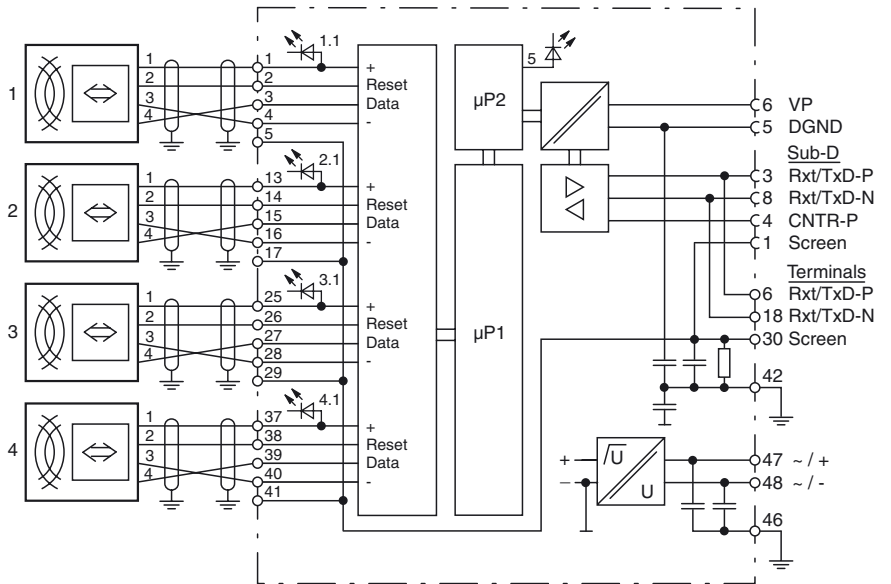 1
1
2
3
4
1
2
3
4
5
1.1
+
Reset
Data
-
2
1
2
3
4
13
14
15
16
17
2.1
+
Reset
Data
-
3
1
2
3
4
25
26
27
28
29
3.1
+
Reset
Data
-
4
1
2
3
4
37
38
39
40
41
4.1
+
Reset
Data
-
µP2
5
µP1
6 VP
5 DGND
Sub-D
3 Rxt/TxD-P
8 Rxt/TxD-N
4 CNTR-P
1 Screen
Terminals
6 Rxt/TxD-P
18 Rxt/TxD-N
30 Screen
42
+
−
U
U
47 ~ / +
48 ~ / -
46